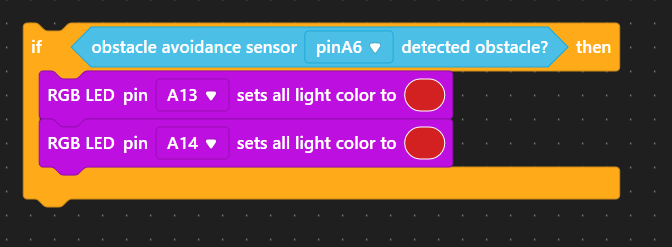 if obstacle avoidance sensor pinA6 detected obstacle? then
RGB LED pin A13 sets all light color to
RGB LED pin A14 sets all light color to